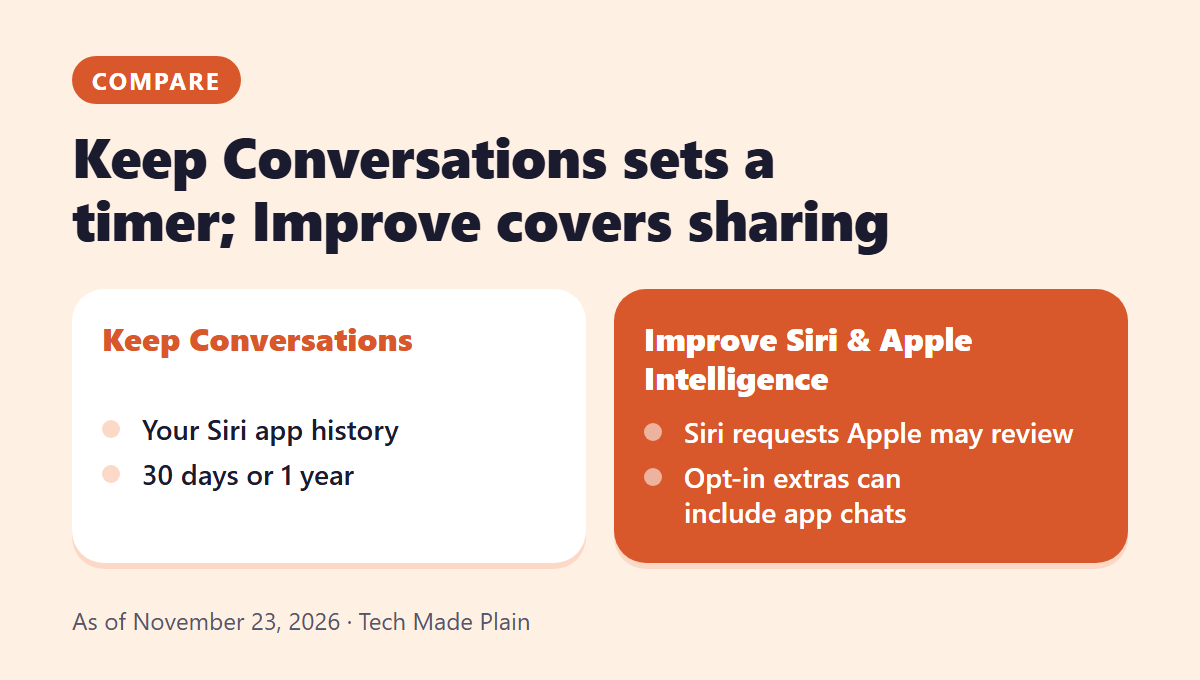 COMPARE
Keep Conversations sets a
timer; Improve covers sharing
Keep Conversations
Your Siri app history
30 days or 1 year
Improve Siri & Apple
Intelligence
Siri requests Apple may review
Opt-in extras can
include app chats
As of November 23, 2026 · Tech Made Plain